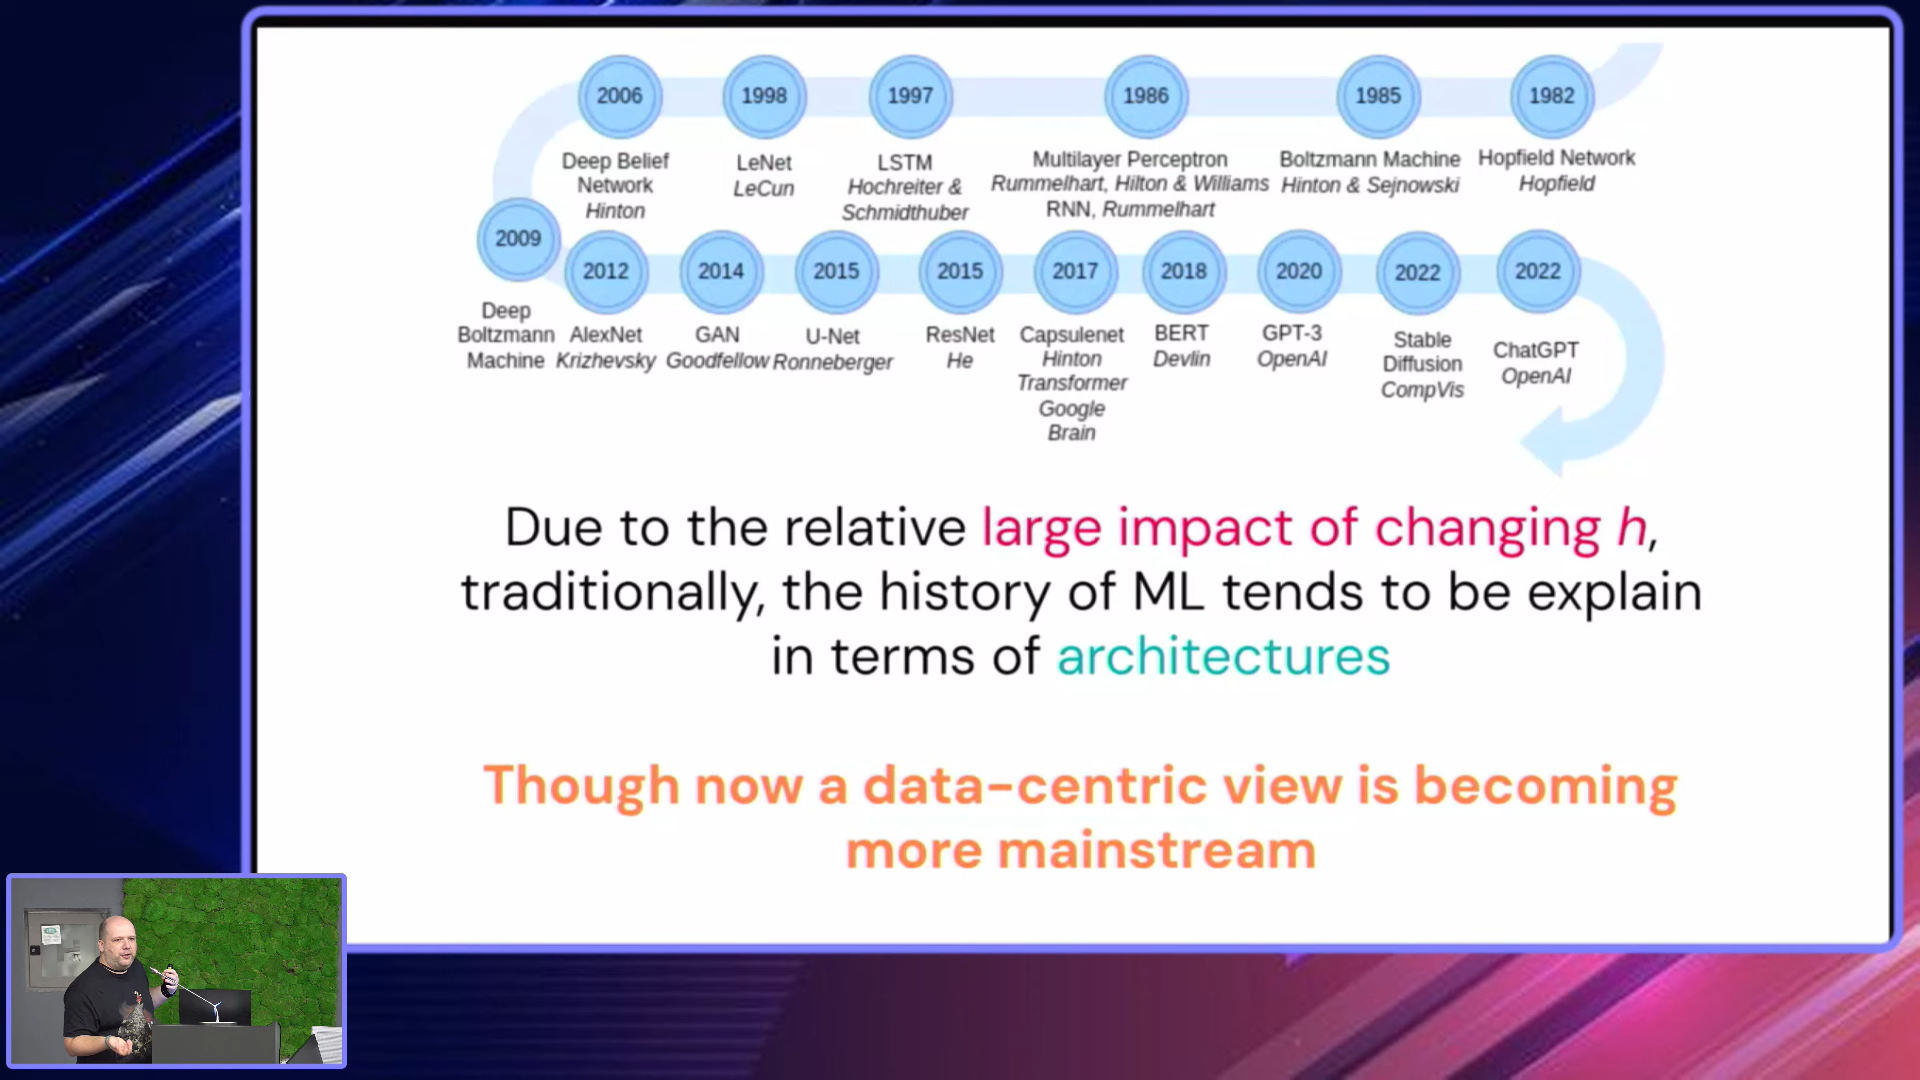 2006
1998
1997
1986
1985
1982
Deep Belief
Network
Hinton
LeNet
LeCun
LSTM
Hochreiter &
Schmidthuber
Multilayer Perceptron
Rummelhart, Hilton & Williams
RNN, Rummelhart
Boltzmann Machine
Hinton & Sejnowski
Hopfield Network
Hopfield
2009
2012
2014
2015
2015
2017
2018
2020
2022
2022
Deep
Boltzmann
Machine
AlexNet
Krizhevsky
GAN
Goodfellow
U-Net
Ronneberger
ResNet
He
Capsulenet
Hinton
Transformer
Google
Brain
BERT
Devlin
GPT-3
OpenAI
Stable
Diffusion
CompVis
ChatGPT
OpenAI
Due to the relative large impact of changing h,
traditionally, the history of ML tends to be explain
in terms of architectures
Though now a data-centric view is becoming
more mainstream